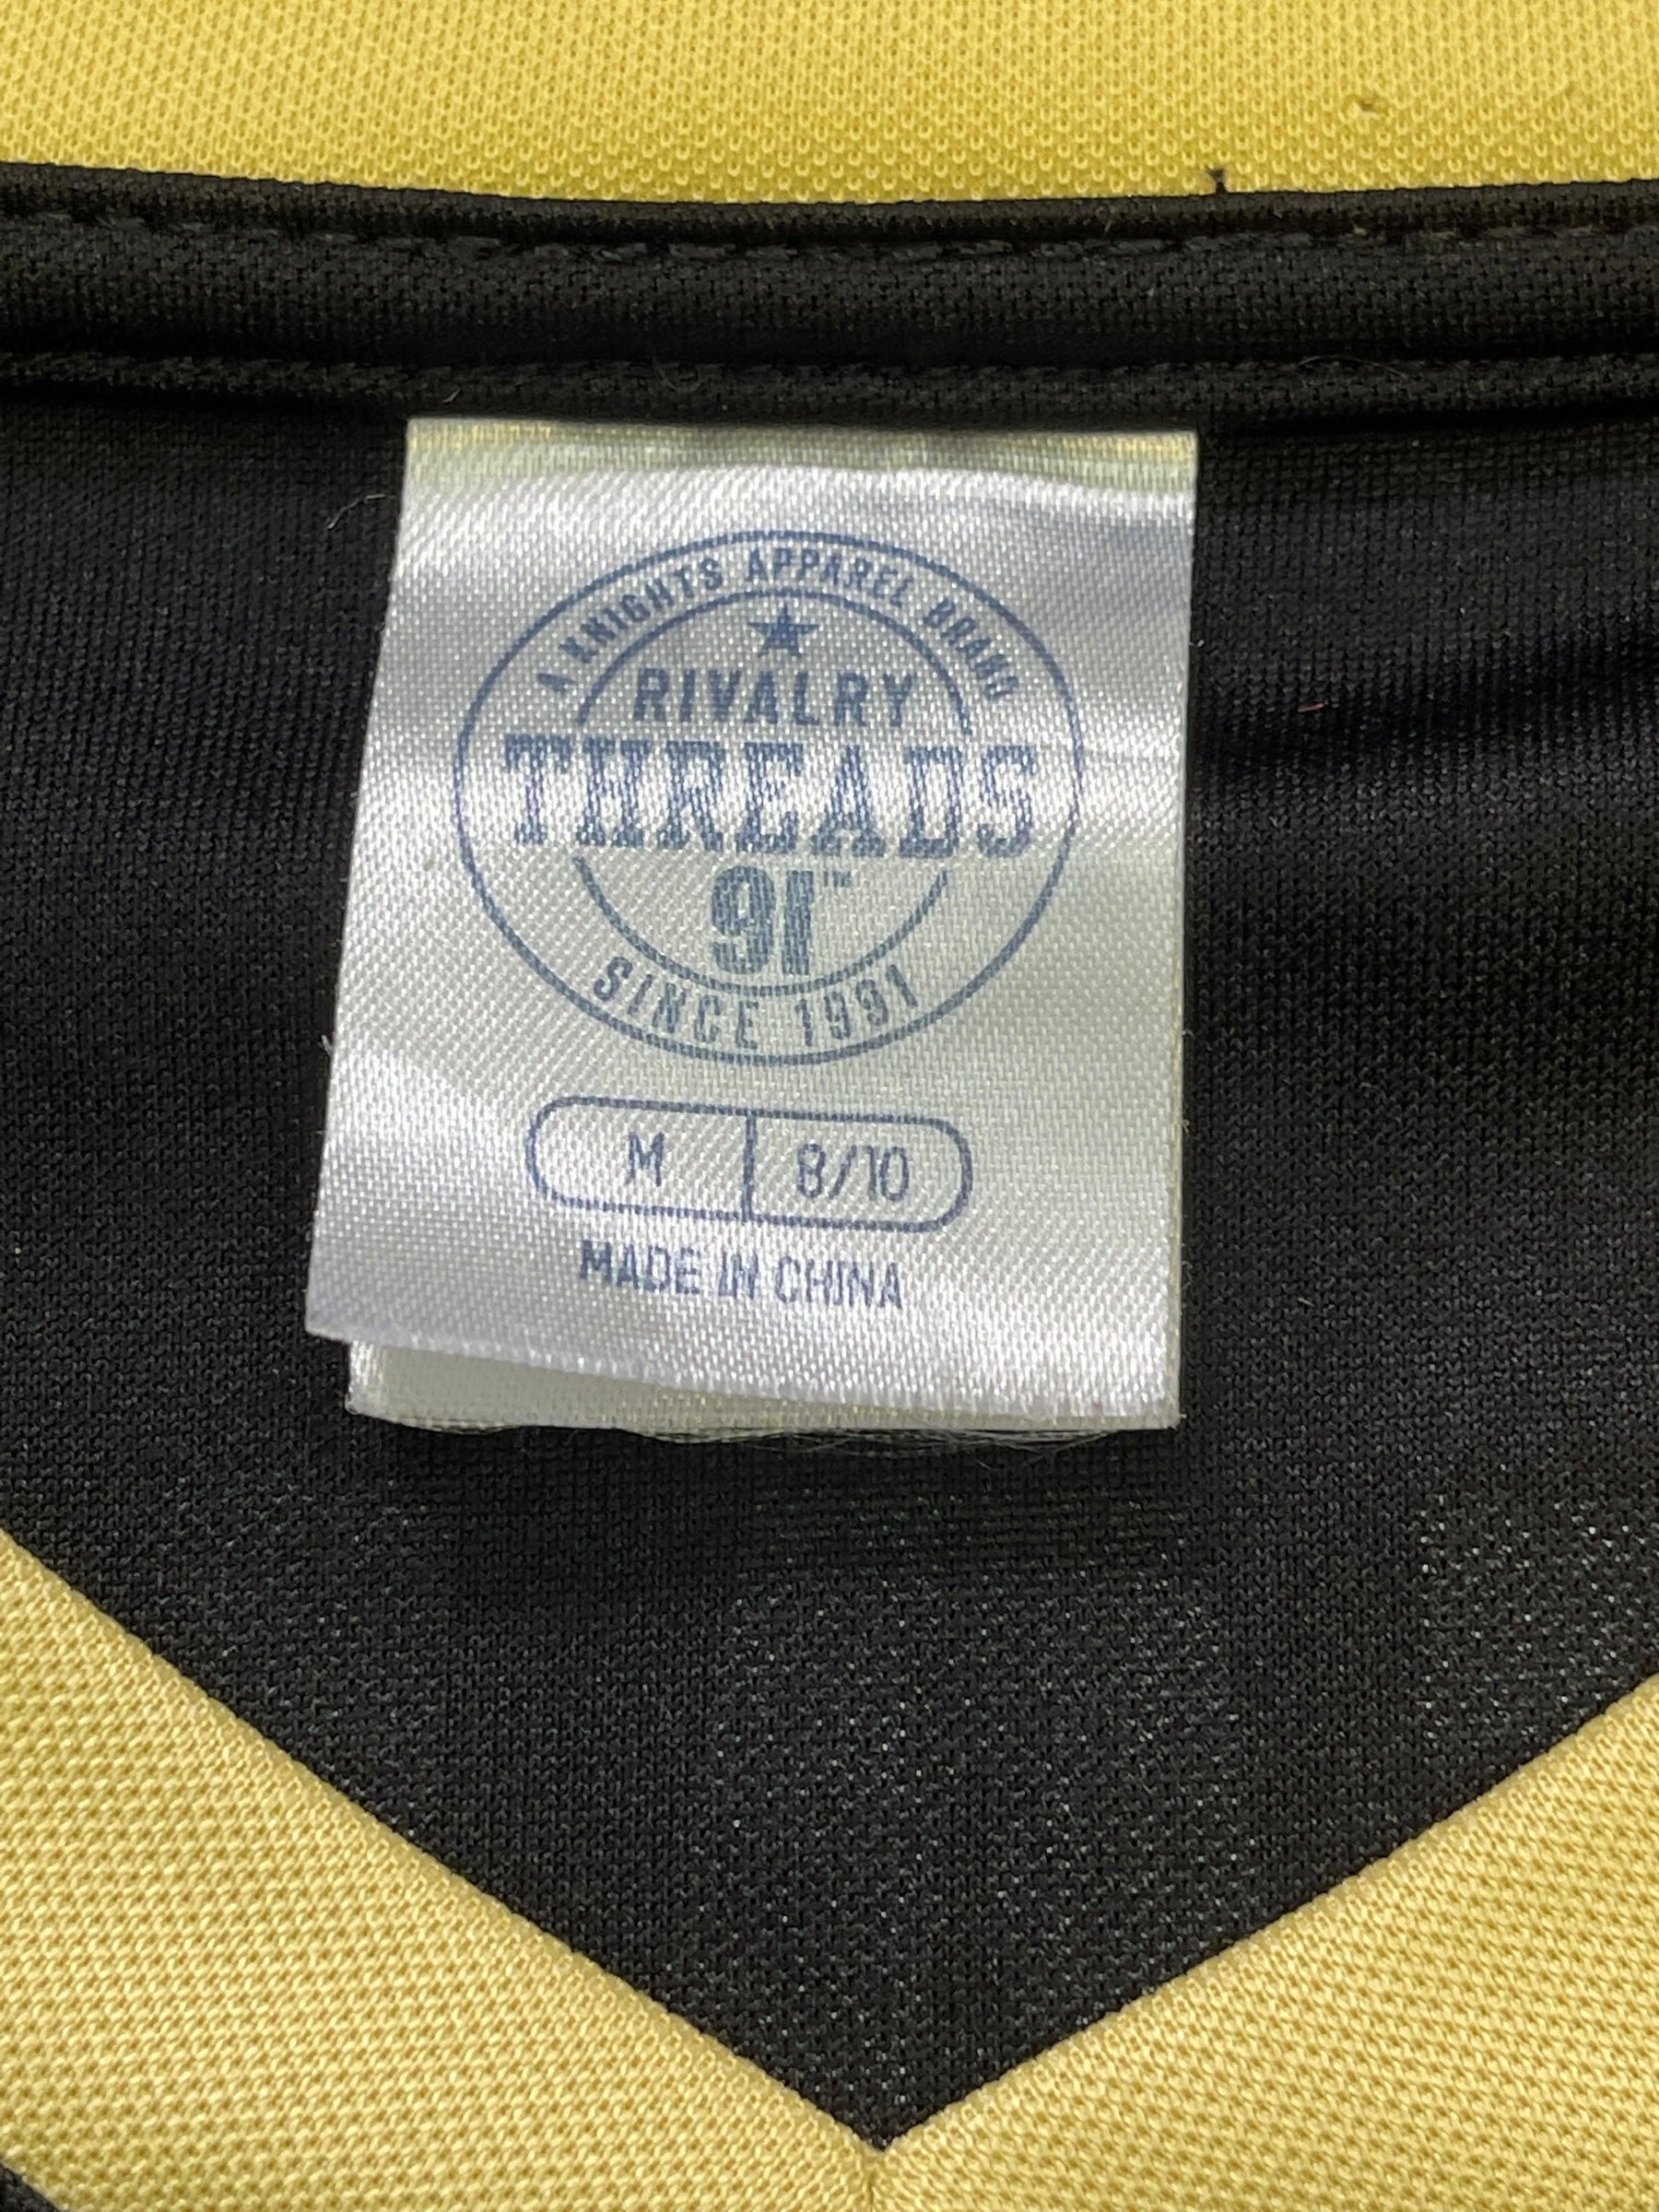 A KNIGHTS APPAREL BRAND
RIVALRY
THREADS
91™
SINCE 1991
M 8/10
MADE IN CHINA